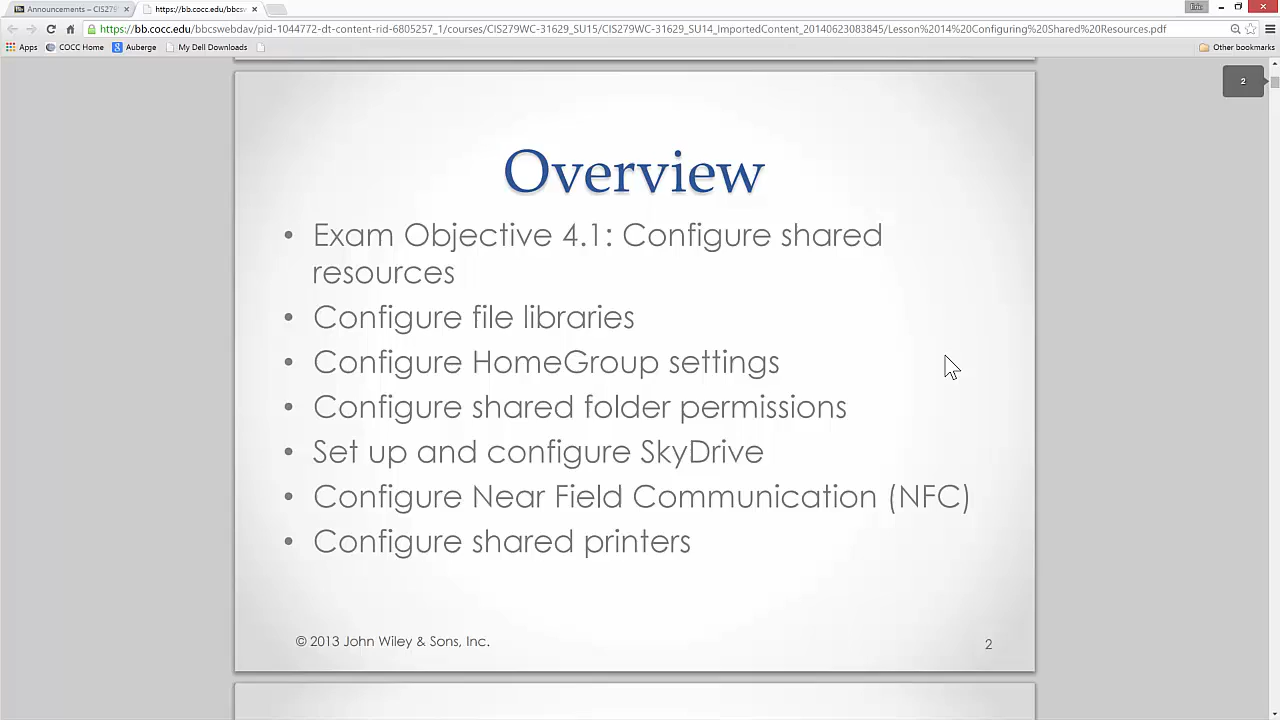 Announcements – CIS279
https://bb.cocc.edu/bbcsw
Eric
https://bb.cocc.edu/bbcswebdav/pid-1044772-dt-content-rid-6805257_1/courses/CIS279WC-31629_SU15/CIS279WC-31629_SU14_ImportedContent_20140623083845/Lesson%2014%20Configuring%20Shared%20Resources.pdf
Apps COCC Home Auberge My Dell Downloads Other bookmarks
2
Overview
• Exam Objective 4.1: Configure shared
resources
• Configure file libraries
• Configure HomeGroup settings
• Configure shared folder permissions
• Set up and configure SkyDrive
• Configure Near Field Communication (NFC)
• Configure shared printers
© 2013 John Wiley & Sons, Inc.
2